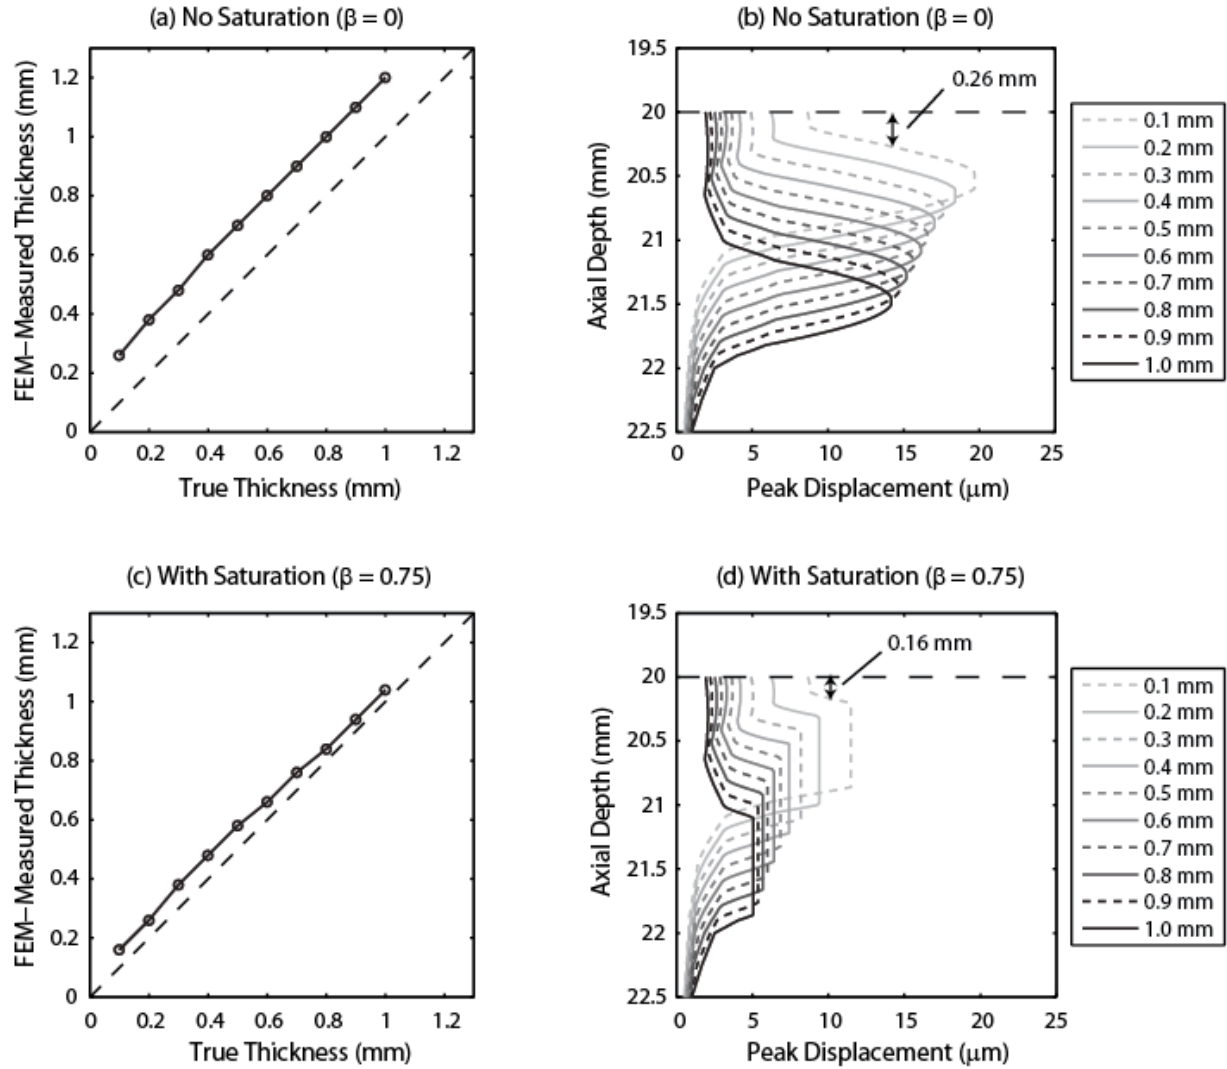 (a) No Saturation (β = 0)
FEM–Measured Thickness (mm)
1.2
1
0.8
0.6
0.4
0.2
0
0 0.2 0.4 0.6 0.8 1 1.2
True Thickness (mm)
(b) No Saturation (β = 0)
Axial Depth (mm)
19.5
20
20.5
21
21.5
22
22.5
0.26 mm
0 5 10 15 20 25
Peak Displacement (μm)
0.1 mm
0.2 mm
0.3 mm
0.4 mm
0.5 mm
0.6 mm
0.7 mm
0.8 mm
0.9 mm
1.0 mm
(c) With Saturation (β = 0.75)
FEM–Measured Thickness (mm)
1.2
1
0.8
0.6
0.4
0.2
0
0 0.2 0.4 0.6 0.8 1 1.2
True Thickness (mm)
(d) With Saturation (β = 0.75)
Axial Depth (mm)
19.5
20
20.5
21
21.5
22
22.5
0.16 mm
0 5 10 15 20 25
Peak Displacement (μm)
0.1 mm
0.2 mm
0.3 mm
0.4 mm
0.5 mm
0.6 mm
0.7 mm
0.8 mm
0.9 mm
1.0 mm